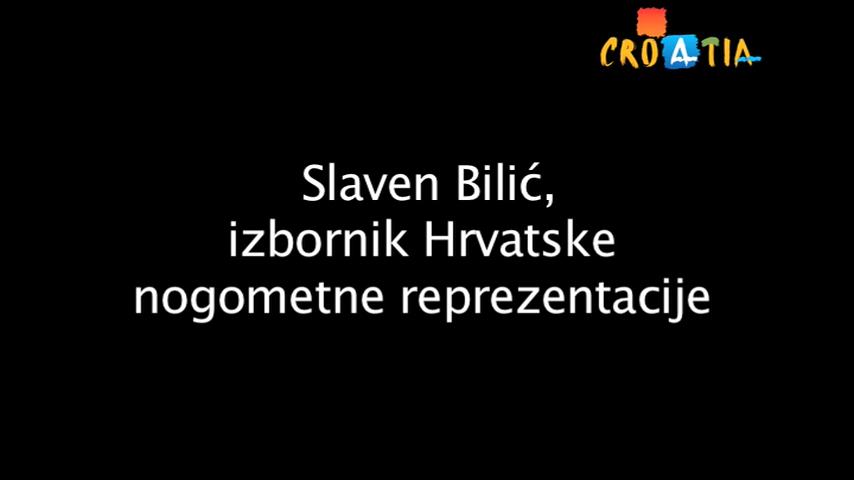 CROATIA
Slaven Bilić,
izbornik Hrvatske
nogometne reprezentacije